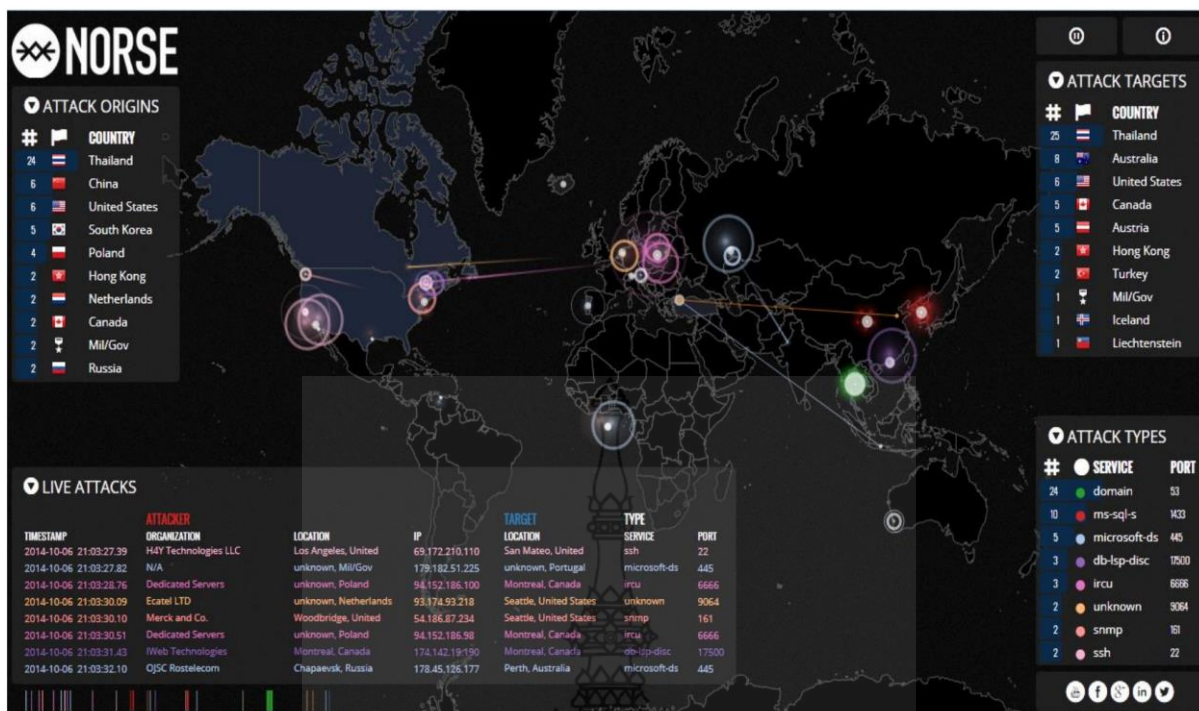 NORSE
ATTACK ORIGINS
# COUNTRY
24 Thailand
6 China
6 United States
5 South Korea
4 Poland
2 Hong Kong
2 Netherlands
2 Canada
2 Mil/Gov
2 Russia
ATTACK TARGETS
# COUNTRY
25 Thailand
8 Australia
6 United States
5 Canada
5 Austria
2 Hong Kong
2 Turkey
1 Mil/Gov
1 Iceland
1 Liechtenstein
LIVE ATTACKS
ATTACKER TARGET TYPE
TIMESTAMP ORGANIZATION LOCATION IP LOCATION SERVICE PORT
2014-10-06 21:03:27.39 H4Y Technologies LLC Los Angeles, United 69.172.210.110 San Mateo, United ssh 22
2014-10-06 21:03:27.82 N/A unknown, Mil/Gov 179.182.51.225 unknown, Portugal microsoft-ds 445
2014-10-06 21:03:28.76 Dedicated Servers unknown, Poland 94.152.186.100 Montreal, Canada ircu 6666
2014-10-06 21:03:30.09 Ecatel LTD unknown, Netherlands 93.174.93.218 Seattle, United States unknown 9064
2014-10-06 21:03:30.10 Merck and Co. Woodbridge, United 54.186.87.234 Seattle, United States snmp 161
2014-10-06 21:03:30.51 Dedicated Servers unknown, Poland 94.152.186.98 Montreal, Canada ircu 6666
2014-10-06 21:03:31.43 iWeb Technologies Montreal, Canada 174.142.19.190 Montreal, Canada db-lsp-disc 17500
2014-10-06 21:03:32.10 OJSC Rostelecom Chapaevsk, Russia 178.45.126.177 Perth, Australia microsoft-ds 445
ATTACK TYPES
# SERVICE PORT
24 domain 53
10 ms-sql-s 1433
5 microsoft-ds 445
3 db-lsp-disc 17500
3 ircu 6666
2 unknown 9064
2 snmp 161
2 ssh 22